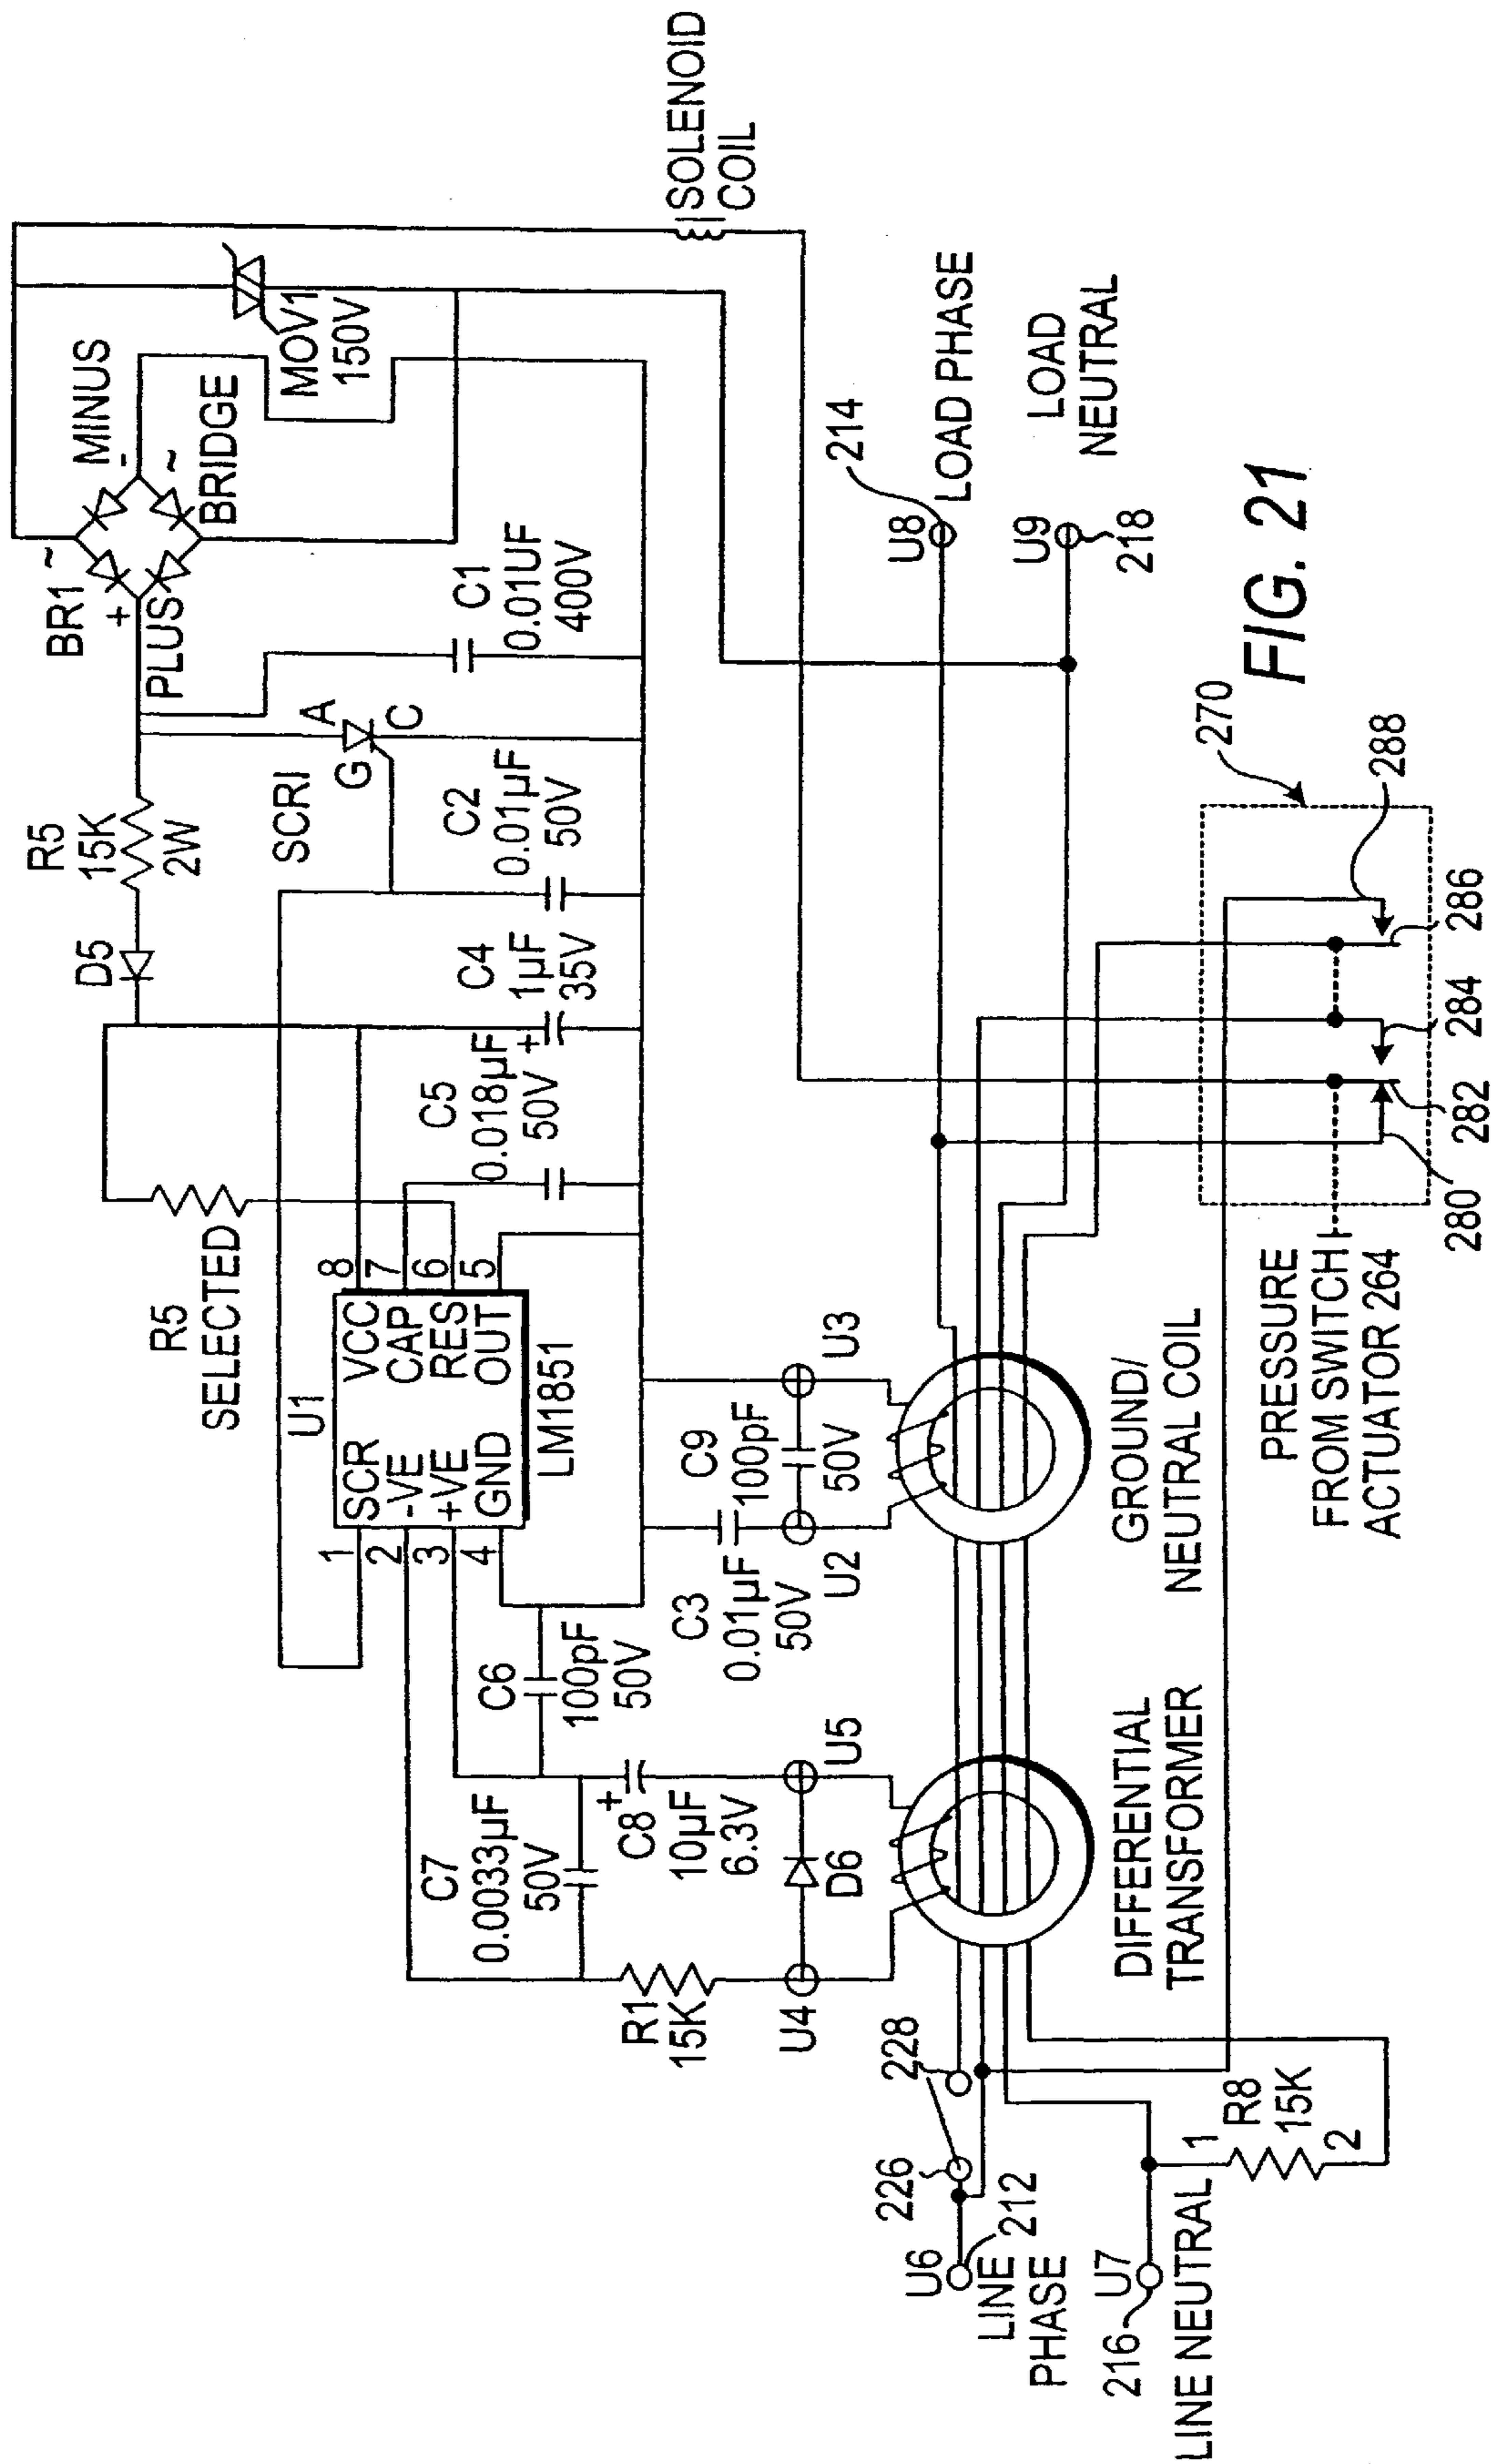 BR1
~
MINUS
-
+
PLUS
~
BRIDGE
MOV1
150V
SOLENOID
COIL
R5
15K
2W
D5
R5
SELECTED
SCRI
A
G
C
C1
0.01UF
400V
C2
0.01µF
50V
C4
1µF
35V
+
C5
0.018µF
50V
U1
SCR
-VE
+VE
GND
VCC
CAP
RES
OUT
1
2
3
4
8
7
6
5
LM1851
C6
100pF
50V
C7
0.0033µF
50V
+
C8
10µF
6.3V
R1
15K
U4
D6
U5
C3
0.01µF
50V
C9
100pF
50V
U2
U3
U8
214
LOAD PHASE
U9
218
LOAD
NEUTRAL
DIFFERENTIAL
TRANSFORMER
GROUND/
NEUTRAL COIL
226
228
U6
212
LINE
PHASE
U7
216
LINE NEUTRAL
1
R8
15K
2
PRESSURE
FROM SWITCH
ACTUATOR 264
270
280
282
284
286
288
FIG. 21